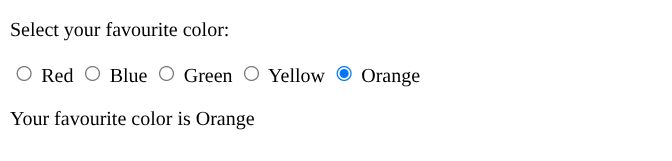 Select your favourite color:
Red Blue Green Yellow Orange
Your favourite color is Orange